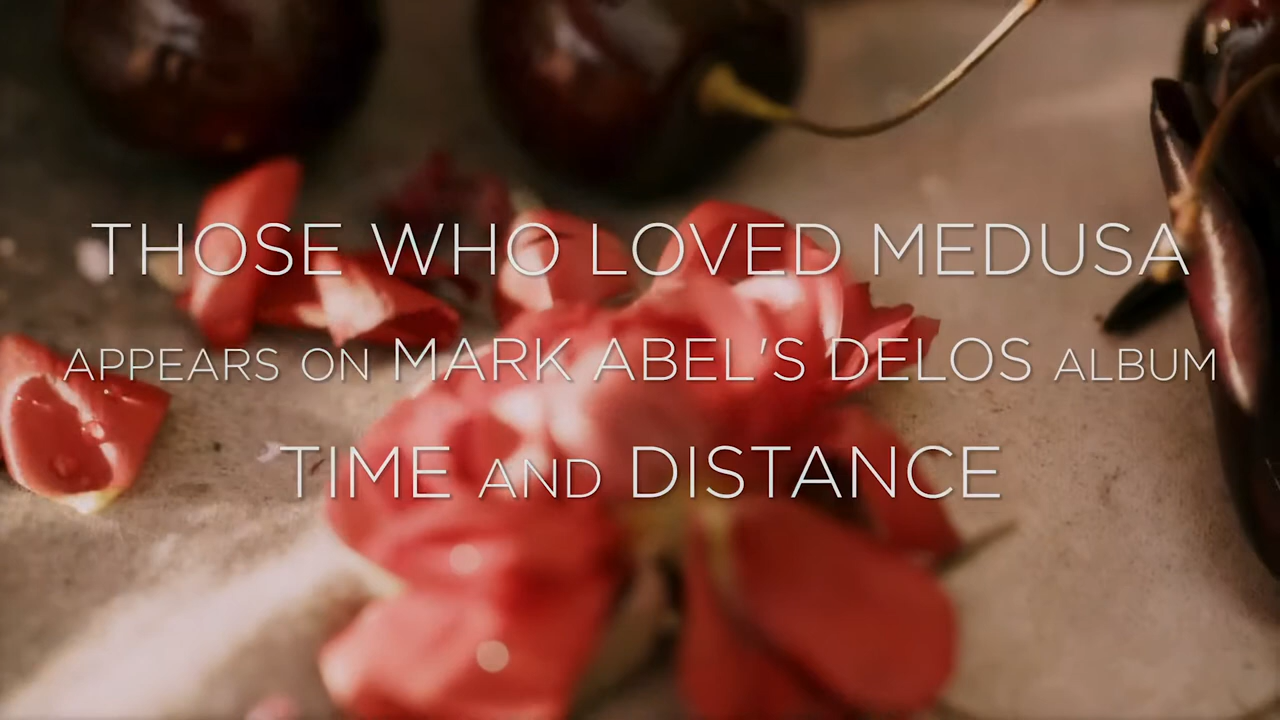 THOSE WHO LOVED MEDUSA
APPEARS ON MARK ABEL'S DELOS ALBUM
TIME AND DISTANCE